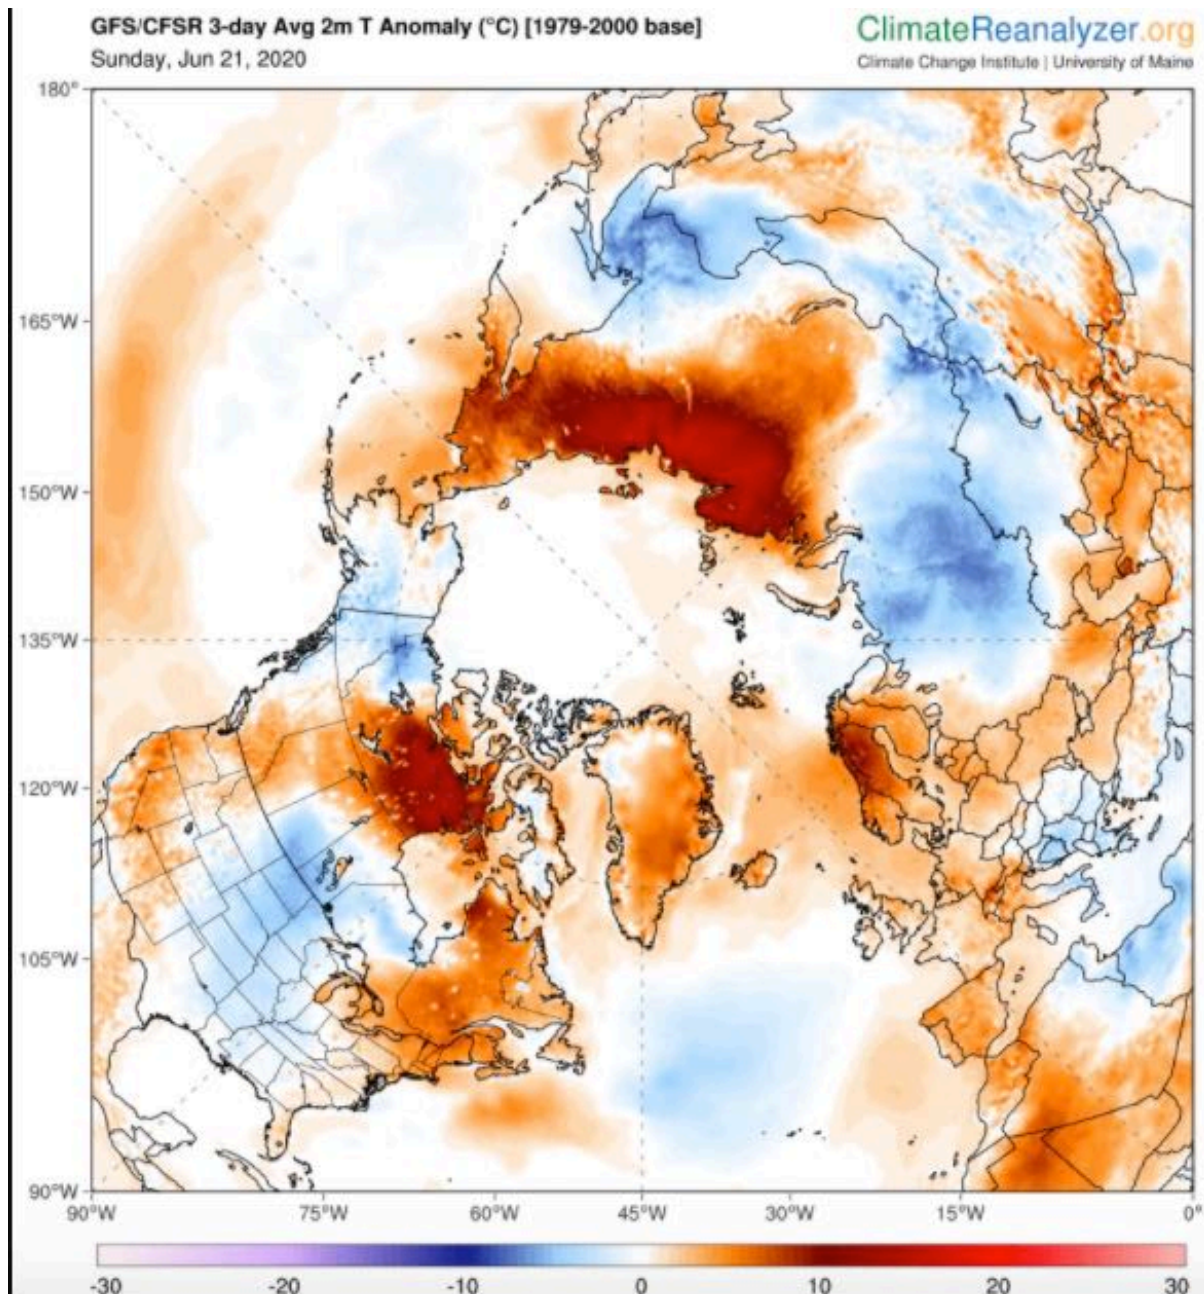 GFS/CFSR 3-day Avg 2m T Anomaly (°C) [1979-2000 base]
ClimateReanalyzer.org
Sunday, Jun 21, 2020
Climate Change Institute | University of Maine
180°
165°W
150°W
135°W
120°W
105°W
90°W
90°W 75°W 60°W 45°W 30°W 15°W 0°
-30 -20 -10 0 10 20 30